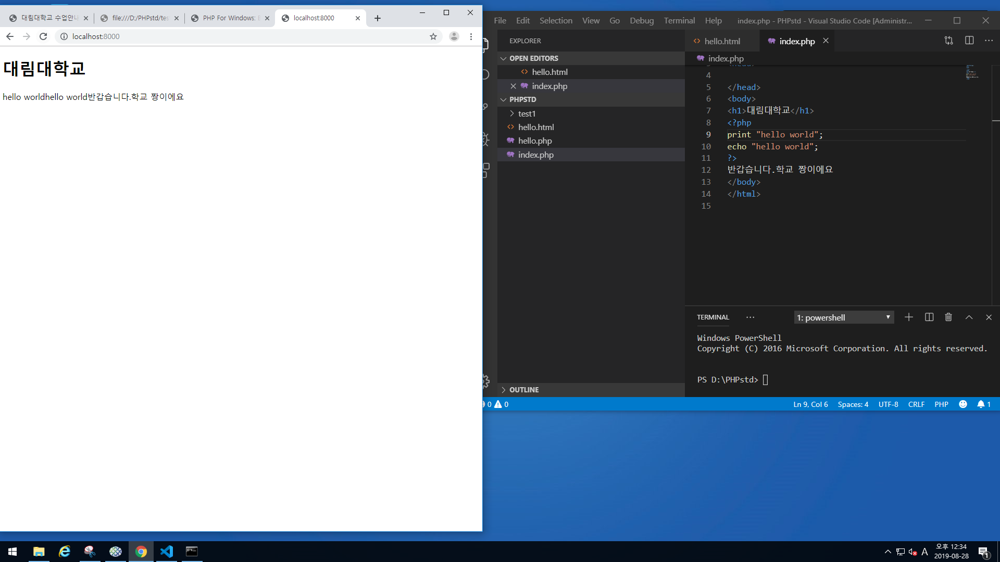 대림대학교 수업안내
file:///D:/PHPstd/tes
PHP For Windows:
localhost:8000
localhost:8000
대림대학교
hello worldhello world반갑습니다.학교 짱이에요
File Edit Selection View Go Debug Terminal Help index.php - PHPstd - Visual Studio Code [Administr...
EXPLORER
OPEN EDITORS
hello.html
index.php
PHPSTD
test1
hello.html
hello.php
index.php
OUTLINE
hello.html index.php
index.php
4
5 </head>
6 <body>
7 <h1>대림대학교</h1>
8 <?php
9 print "hello world";
10 echo "hello world";
11 ?>
12 반갑습니다.학교 짱이에요
13 </body>
14 </html>
15
TERMINAL ... 1: powershell
Windows PowerShell
Copyright (C) 2016 Microsoft Corporation. All rights reserved.
PS D:\PHPstd>
0 0 Ln 9, Col 6 Spaces: 4 UTF-8 CRLF PHP 1
A 오후 12:34
2019-08-28
1